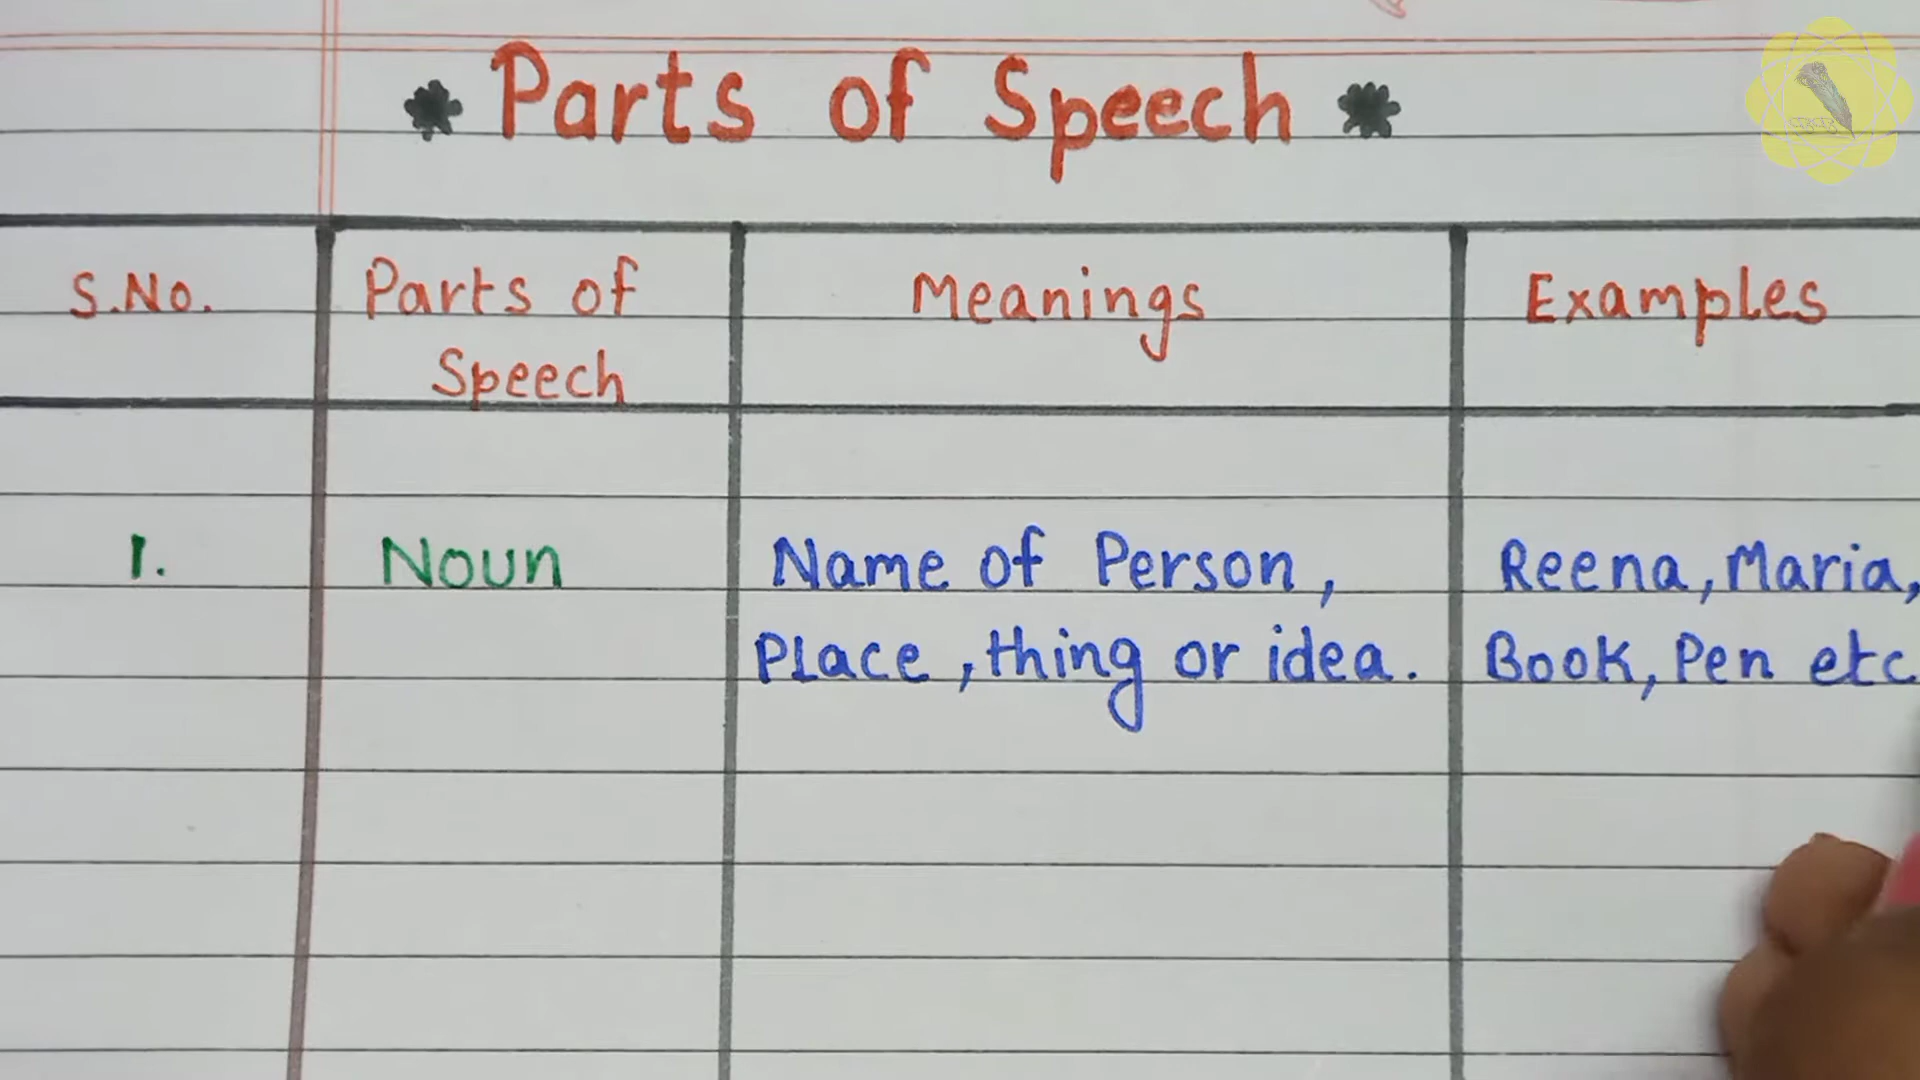 * Parts of Speech *
S.No. Parts of Speech Meanings Examples
1. Noun Name of Person, Reena, Maria,
Place, thing or idea. Book, Pen etc